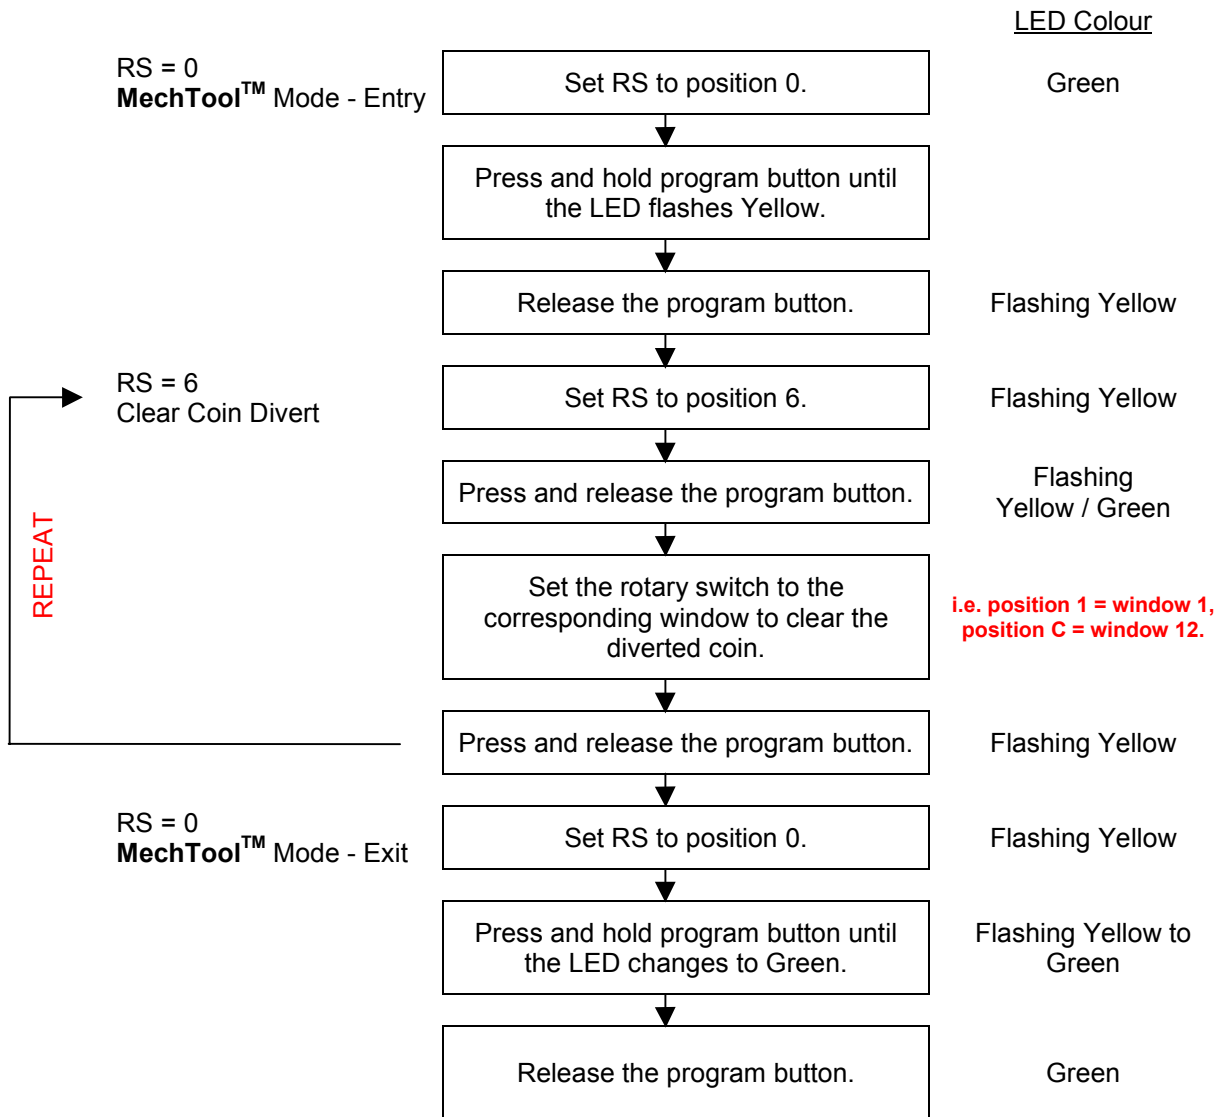 LED Colour
RS = 0
MechTool™ Mode - Entry
Set RS to position 0.
Green
Press and hold program button until
the LED flashes Yellow.
Release the program button.
Flashing Yellow
RS = 6
Clear Coin Divert
Set RS to position 6.
Flashing Yellow
Press and release the program button.
Flashing
Yellow / Green
REPEAT
Set the rotary switch to the
corresponding window to clear the
diverted coin.
i.e. position 1 = window 1,
position C = window 12.
Press and release the program button.
Flashing Yellow
RS = 0
MechTool™ Mode - Exit
Set RS to position 0.
Flashing Yellow
Press and hold program button until
the LED changes to Green.
Flashing Yellow to
Green
Release the program button.
Green